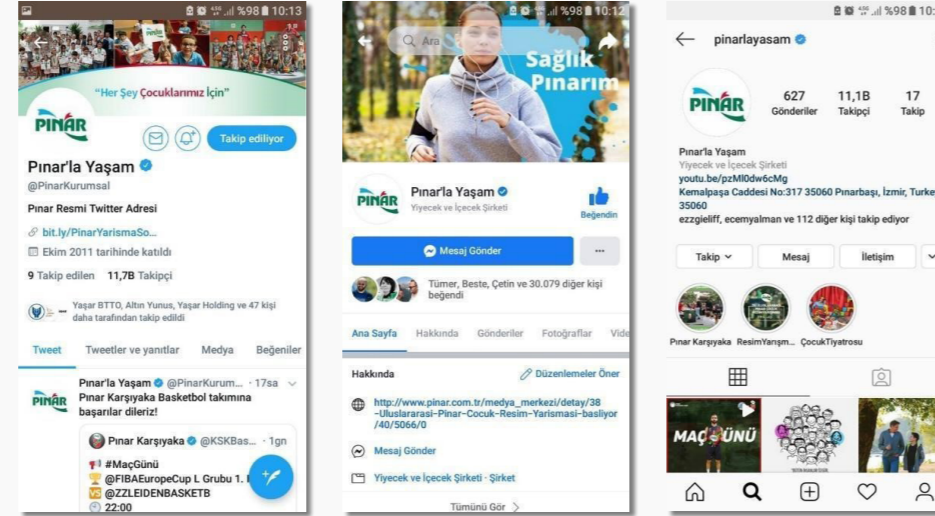 %98 10:13
"Her Şey Çocuklarımız İçin"
PINAR
Takip ediliyor
Pınar'la Yaşam
@PinarKurumsal
Pınar Resmi Twitter Adresi
bit.ly/PinarYarismaSo...
Ekim 2011 tarihinde katıldı
9 Takip edilen 11,7B Takipçi
Yaşar BTTO, Altın Yunus, Yaşar Holding ve 47 kişi
daha tarafından takip edildi
Tweet Tweetler ve yanıtlar Medya Beğeniler
PINAR
Pınar'la Yaşam @PinarKurum... · 17sa
Pınar Karşıyaka Basketbol takımına
başarılar dileriz!
Pınar Karşıyaka @KSKBas... · 1gn
#MaçGünü
@FIBAEuropeCup L Grubu 1.
VS @ZZLEIDENBASKETB
22:00
%98 10:12
Ara
Sağlık
Pınarım
PINAR
Pınar'la Yaşam
Yiyecek ve İçecek Şirketi
Beğendin
Mesaj Gönder
Tümer, Beste, Çetin ve 30.079 diğer kişi
beğendi
Ana Sayfa Hakkında Gönderiler Fotoğraflar Vide
Hakkında Düzenlemeler Öner
http://www.pinar.com.tr/medya_merkezi/detay/38
-Uluslararasi-Pinar-Cocuk-Resim-Yarismasi-basliyor
/40/5066/0
Mesaj Gönder
Yiyecek ve İçecek Şirketi · Şirket
Tümünü Gör
%98 10:
pinarlayasam
PINAR
627 11,1B 17
Gönderiler Takipçi Takip
Pınar'la Yaşam
Yiyecek ve İçecek Şirketi
youtu.be/pzMl0dw6cMg
Kemalpaşa Caddesi No:317 35060 Pınarbaşı, İzmir, Turke
35060
ezzgieliff, ecemyalman ve 112 diğer kişi takip ediyor
Takip Mesaj İletişim
Pınar Karşıyaka ResimYarışm... ÇocukTiyatrosu
MAÇ GÜNÜ